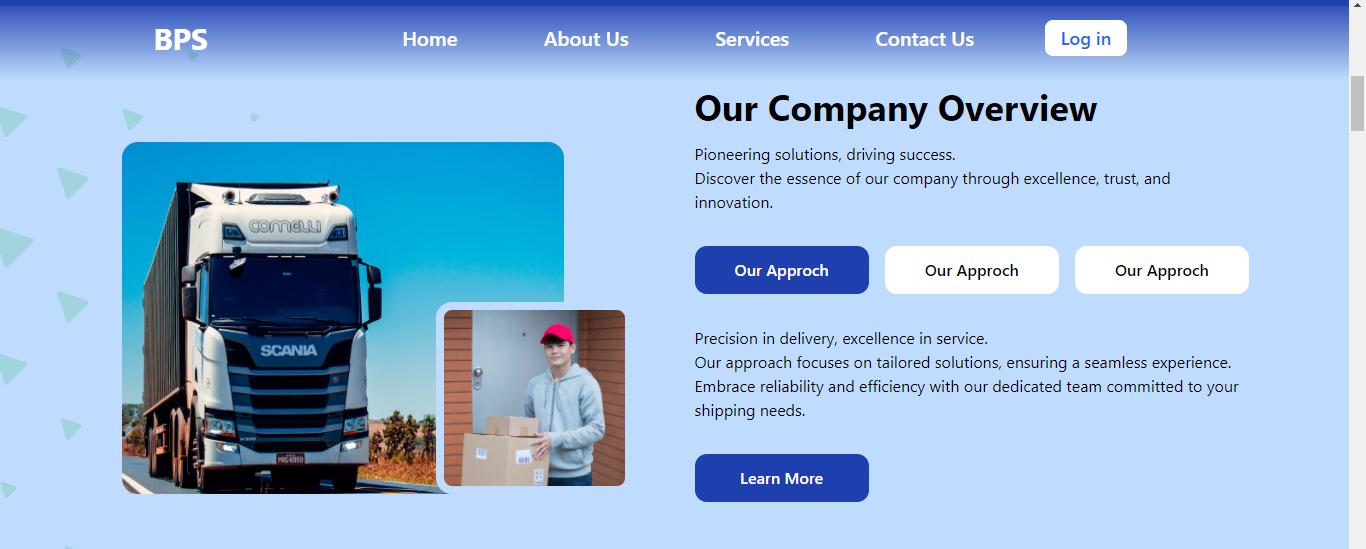 BPS
Home
About Us
Services
Contact Us
Log in
Our Company Overview
Pioneering solutions, driving success.
Discover the essence of our company through excellence, trust, and
innovation.
Our Approch
Our Approch
Our Approch
comelli
SCANIA
Precision in delivery, excellence in service.
Our approach focuses on tailored solutions, ensuring a seamless experience.
Embrace reliability and efficiency with our dedicated team committed to your
shipping needs.
Learn More